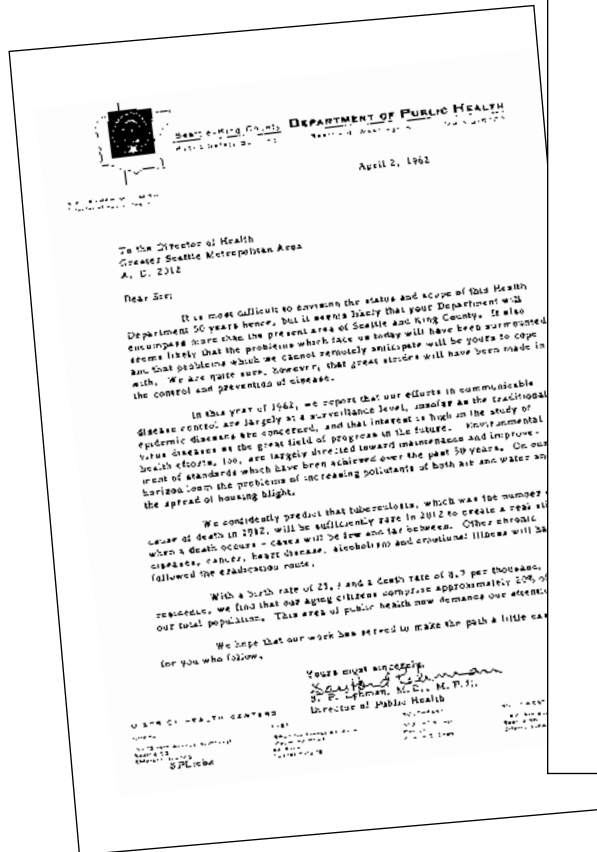 Seattle-King County DEPARTMENT OF PUBLIC HEALTH
April 2, 1962
To the Director of Health
Greater Seattle Metropolitan Area
A. D. 2012
Dear Sir:
It is most difficult to envision the status and scope of this Health
Department 50 years hence, but it seems likely that your Department will
encompass more than the present area of Seattle and King County. It also
seems likely that the problems which face us today will have been surmounted
and that problems which we cannot remotely anticipate will be yours to cope
with. We are quite sure, however, that great strides will have been made in
the control and prevention of disease.
In this year of 1962, we report that our efforts in communicable
disease control are largely at a surveillance level, insofar as the traditional
epidemic diseases are concerned, and that interest is high in the study of
virus diseases as the great field of progress in the future. Environmental
health efforts, too, are largely directed toward maintenance and improve-
ment of standards which have been achieved over the past 50 years. On our
horizon loom the problems of increasing pollutants of both air and water an
the spread of housing blight.
We confidently predict that tuberculosis, which was the number
cause of death in 1912, will be sufficiently rare in 2012 to create a real
when a death occurs - cases will be few and far between. Other chronic
diseases, cancer, heart disease, alcoholism and emotional illness will ha
followed the eradication route.
With a birth rate of and a death rate of per thousand,
residents, we find that our aging citizens comprise approximately 20% of
our total population. This area of public health now demands our attenti
We hope that our work has served to make the path a little eas
for you who follow.
Yours most sincerely,
S. P. Lehman, M. D., M. P. H.
Director of Public Health
HEALTH CENTERS
SPL: